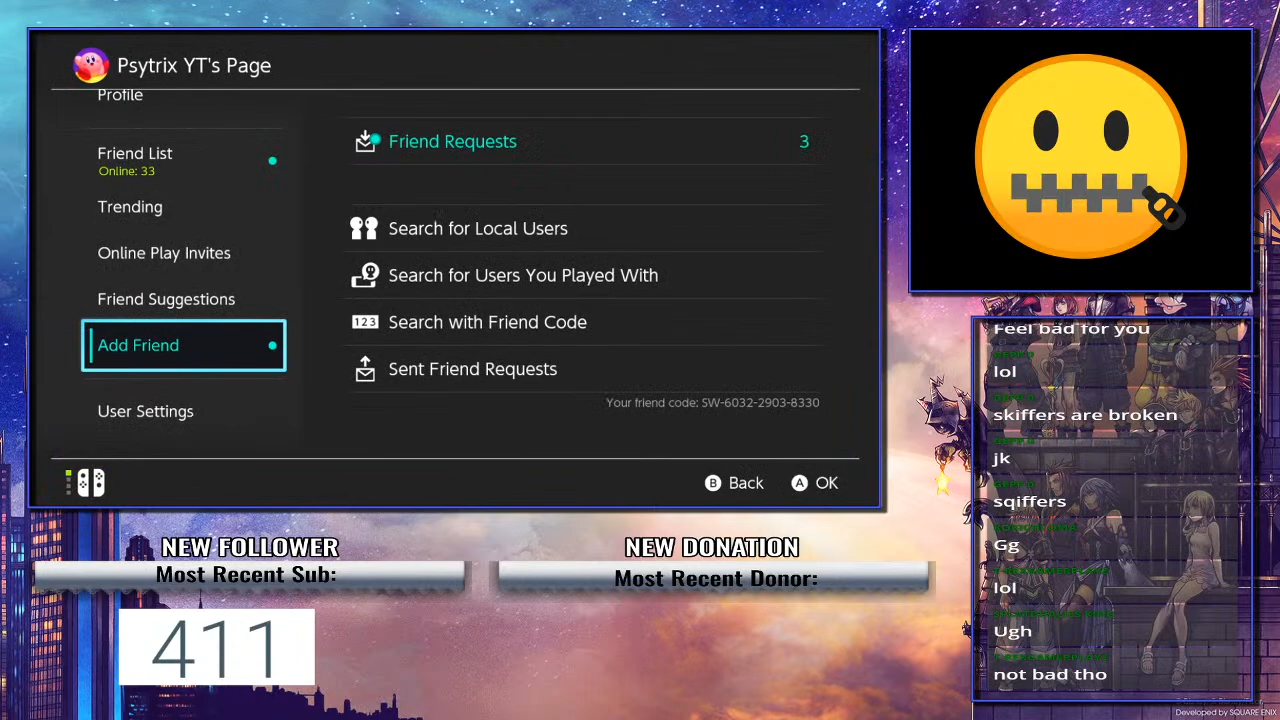 Psytrix YT's Page
Profile
Friend List
Online: 33
Trending
Online Play Invites
Friend Suggestions
Add Friend
User Settings
Friend Requests 3
Search for Local Users
Search for Users You Played With
123 Search with Friend Code
Sent Friend Requests
Your friend code: SW-6032-2903-8330
B Back A OK
Feel bad for you
lol
skiffers are broken
jk
sqiffers
Gg
lol
Ugh
not bad tho
NEW FOLLOWER
Most Recent Sub:
NEW DONATION
Most Recent Donor:
411
Developed by SQUARE ENIX